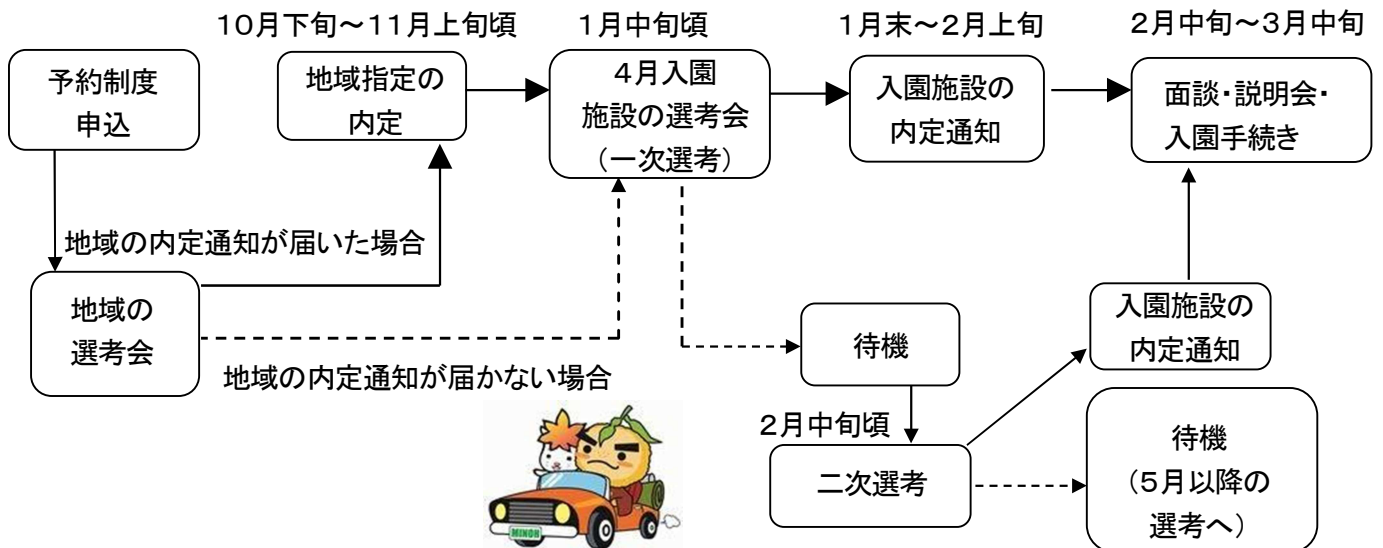 10月下旬～11月上旬頃
1月中旬頃
1月末～2月上旬
2月中旬～3月中旬
予約制度
申込
地域指定の
内定
4月入園
施設の選考会
(一次選考)
入園施設の
内定通知
面談・説明会・
入園手続き
地域の内定通知が届いた場合
地域の
選考会
地域の内定通知が届かない場合
待機
2月中旬頃
二次選考
入園施設の
内定通知
待機
(5月以降の
選考へ)
MINOH